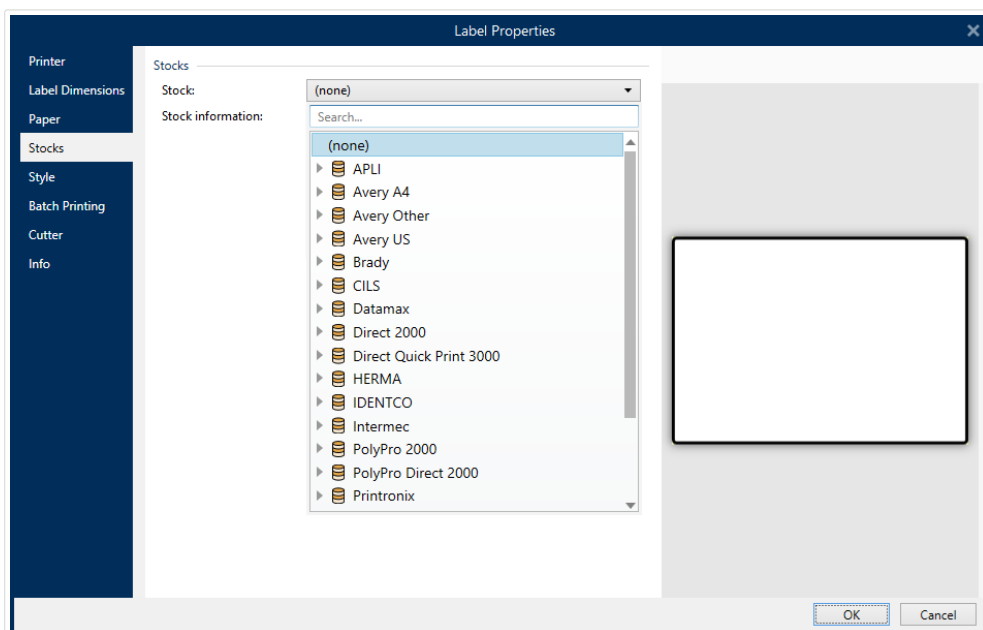 Label Properties
Printer
Label Dimensions
Paper
Stocks
Style
Batch Printing
Cutter
Info
Stocks
Stock: (none)
Stock information: Search...
(none)
APLI
Avery A4
Avery Other
Avery US
Brady
CILS
Datamax
Direct 2000
Direct Quick Print 3000
HERMA
IDENTCO
Intermec
PolyPro 2000
PolyPro Direct 2000
Printronix
OK Cancel